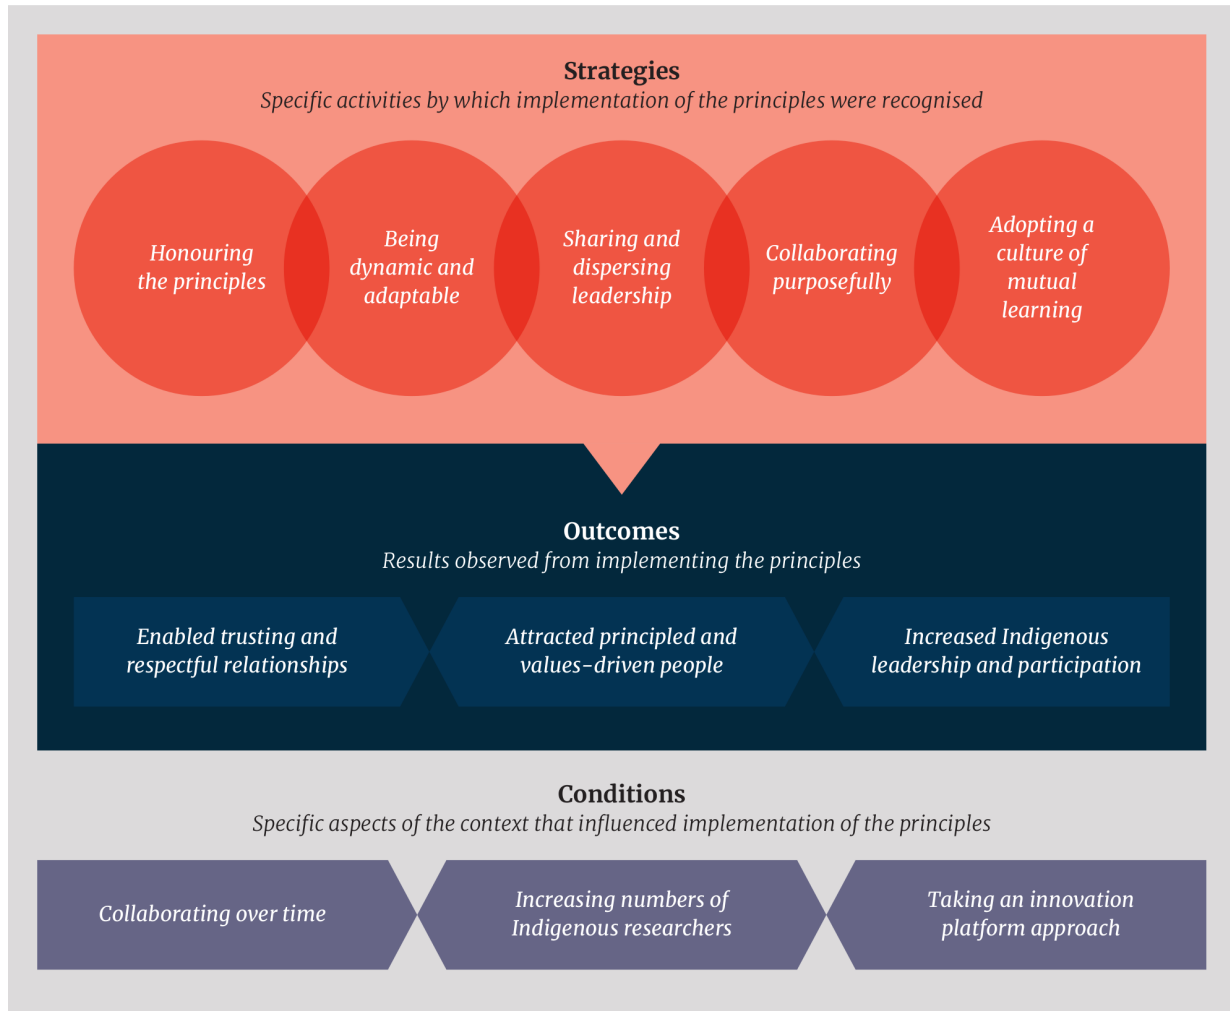 Strategies
Specific activities by which implementation of the principles were recognised
Honouring
the principles
Being
dynamic and
adaptable
Sharing and
dispersing
leadership
Collaborating
purposefully
Adopting a
culture of
mutual
learning
Outcomes
Results observed from implementing the principles
Enabled trusting and
respectful relationships
Attracted principled and
values-driven people
Increased Indigenous
leadership and participation
Conditions
Specific aspects of the context that influenced implementation of the principles
Collaborating over time
Increasing numbers of
Indigenous researchers
Taking an innovation
platform approach